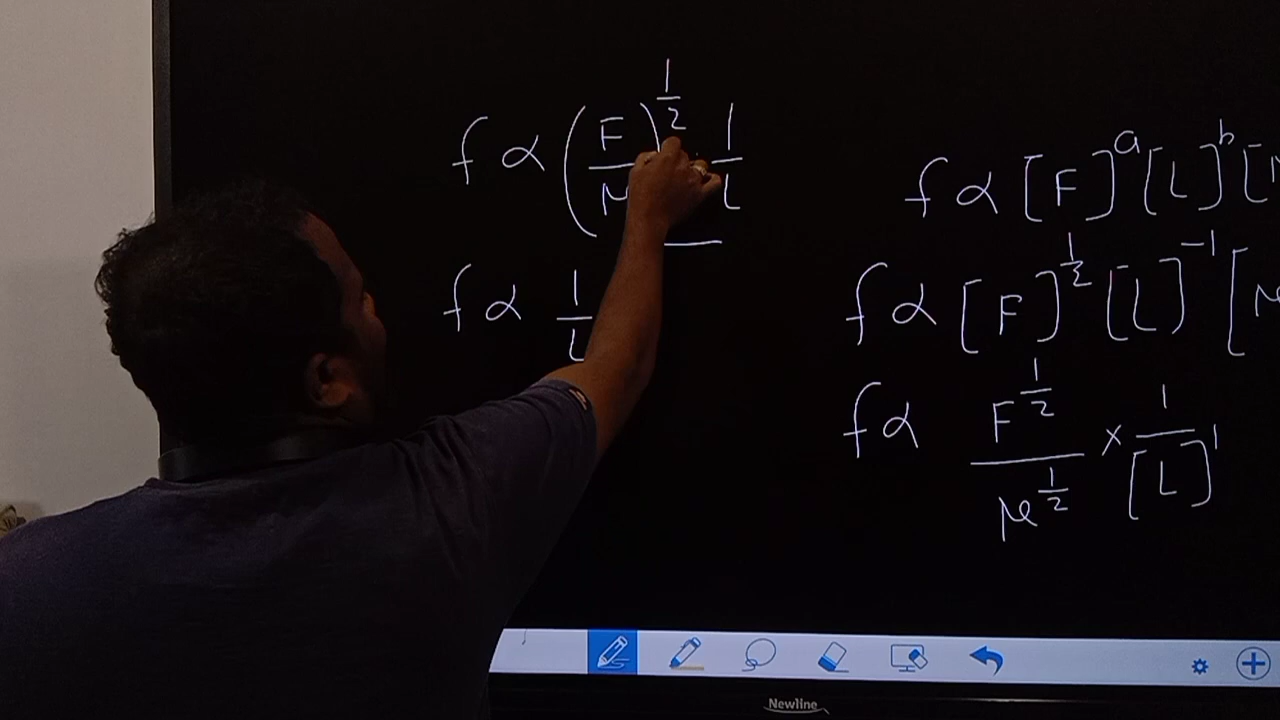 f ∝ (F/μ)^1/2 1/L
f ∝ 1/L
f ∝ [F]^a [L]^b [
f ∝ [F]^1/2 [L]^-1 [μ
f ∝ F^1/2 / μ^1/2 × 1/[L]^1
Newline